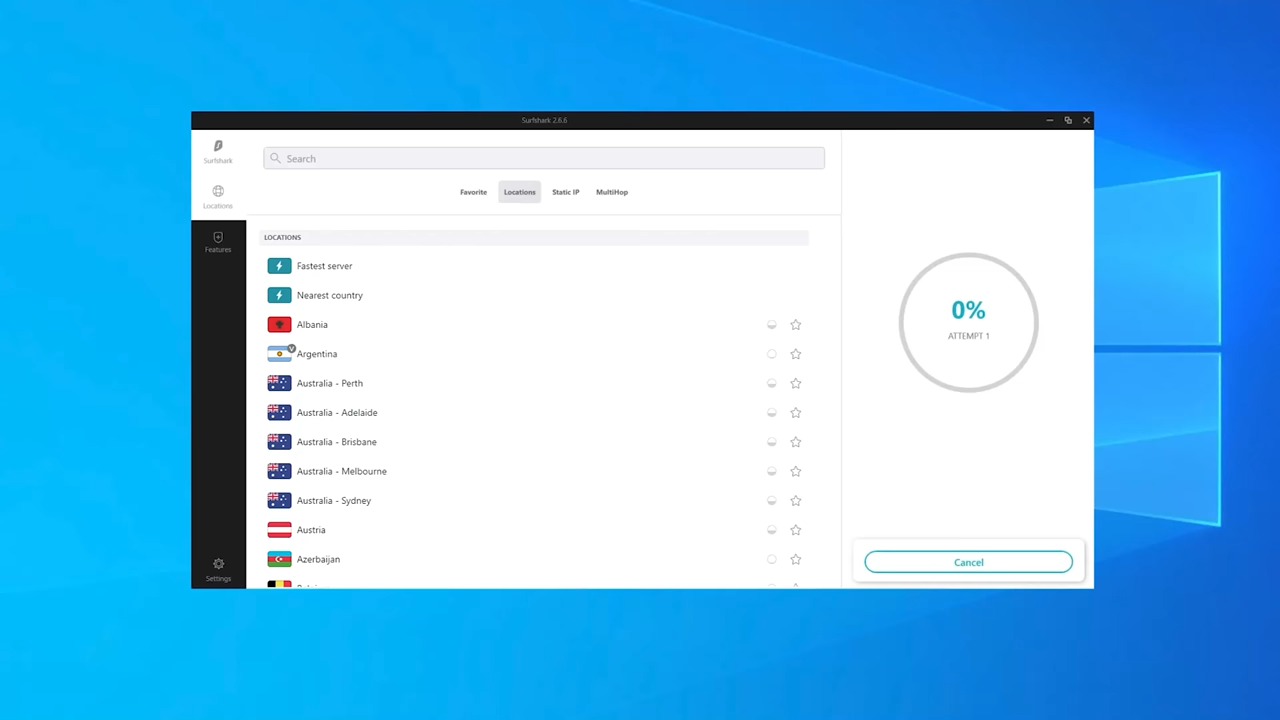 Surfshark 2.6.6
Surfshark
Search
Locations
Favorite Locations Static IP MultiHop
Features
LOCATIONS
Fastest server
Nearest country
Albania
V
Argentina
Australia - Perth
Australia - Adelaide
Australia - Brisbane
Australia - Melbourne
Australia - Sydney
Austria
Azerbaijan
Settings
0%
ATTEMPT 1
Cancel